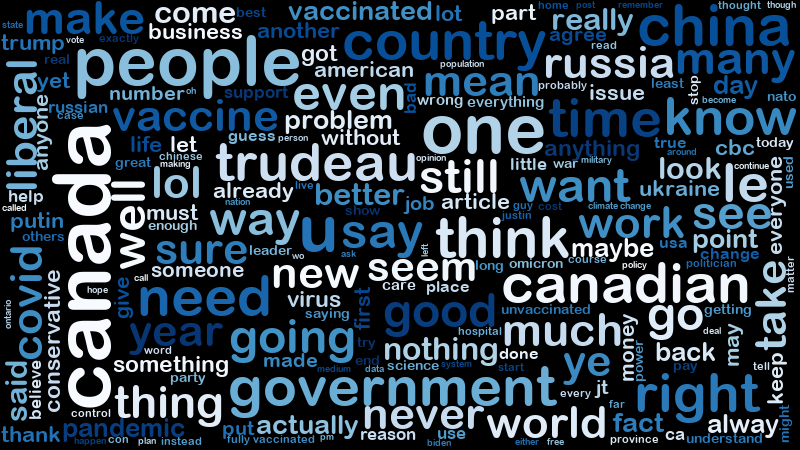 state
make
come
best
vaccinated
lot
part
home
post
remember
thought
though
trump
vote
exactly
business
another
country
really
agree
china
people
got
american
population
russia
read
many
real
yet
number
oh
support
even
bad
mean
probably
issue
least
stop
day
nato
liberal
anyone
russian
case
vaccine
problem
wrong
everything
become
know
guess
person
without
one
time
anything
true
cbc
today
life
let
around
great
chinese
making
trudeau
opinion
still
little
war
military
look
le
continue
used
canada
well
lol
already
live
better
job
article
want
ukraine
everyone
help
called
must
nation
show
guy
cost
climate change
putin
enough
way
u
say
justin
work
see
others
sure
leader
wo
ask
left
think
maybe
usa
point
change
covid
someone
new
seem
long
omicron
course
policy
canadian
politician
matter
hope
call
care
place
conservative
give
need
virus
saying
first
good
unvaccinated
go
getting
take
ontario
year
going
hospital
much
money
deal
may
word
try
nothing
done
power
back
said
believe
something
made
end
data
science
system
start
ye
pay
tell
keep
party
medium
control
thing
government
every
jt
right
never
world
far
fact
alway
might
thank
pandemic
put
actually
happen
con
plan
instead
fully vaccinated
pm
reason
use
biden
either
free
province
ca
understand